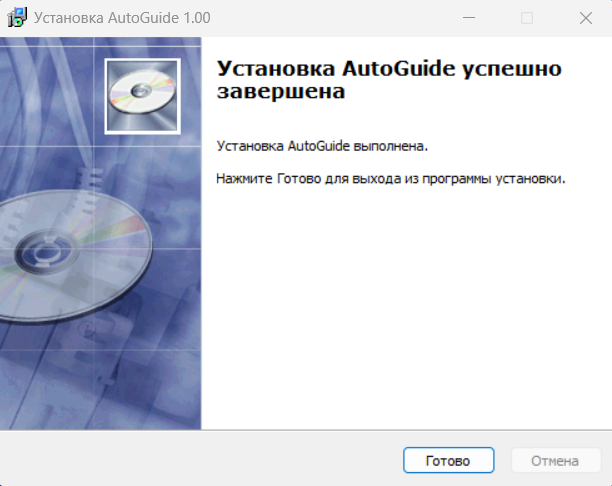 Установка AutoGuide 1.00
Установка AutoGuide успешно
завершена
Установка AutoGuide выполнена.
Нажмите Готово для выхода из программы установки.
Готово
Отмена